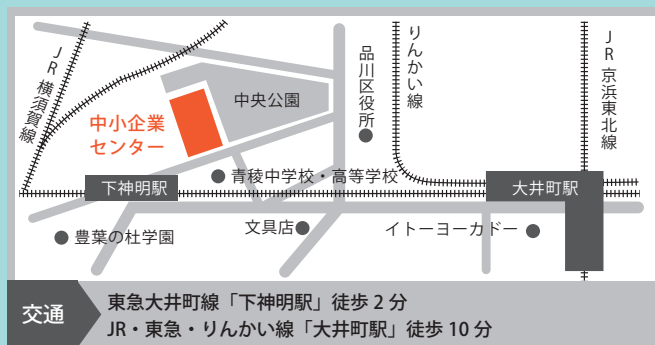 JR横須賀線
中小企業
センター
中央公園
品川区役所
りんかい線
JR京浜東北線
下神明駅
青稜中学校・高等学校
大井町駅
豊葉の杜学園
文具店
イトーヨーカドー
交通
東急大井町線「下神明駅」徒歩 2 分
JR・東急・りんかい線「大井町駅」徒歩 10 分